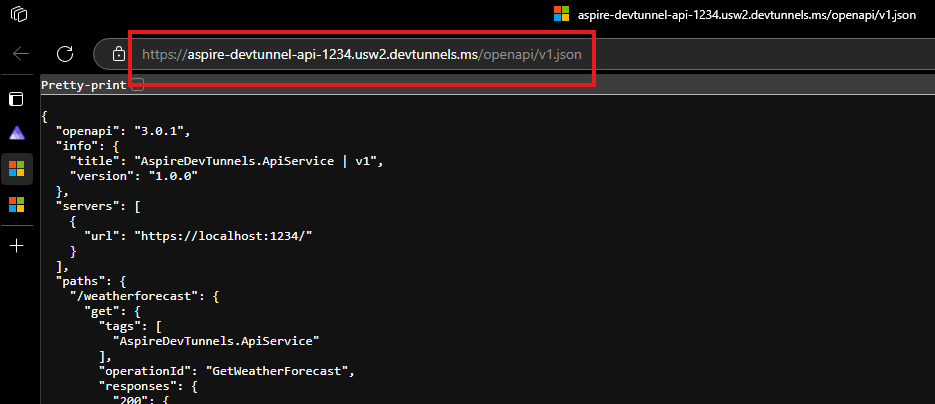 aspire-devtunnel-api-1234.usw2.devtunnels.ms/openapi/v1.json
https://aspire-devtunnel-api-1234.usw2.devtunnels.ms/openapi/v1.json
Pretty-print
{
  "openapi": "3.0.1",
  "info": {
    "title": "AspireDevTunnels.ApiService | v1",
    "version": "1.0.0"
  },
  "servers": [
    {
      "url": "https://localhost:1234/"
    }
  ],
  "paths": {
    "/weatherforecast": {
      "get": {
        "tags": [
          "AspireDevTunnels.ApiService"
        ],
        "operationId": "GetWeatherForecast",
        "responses": {
          "200": {